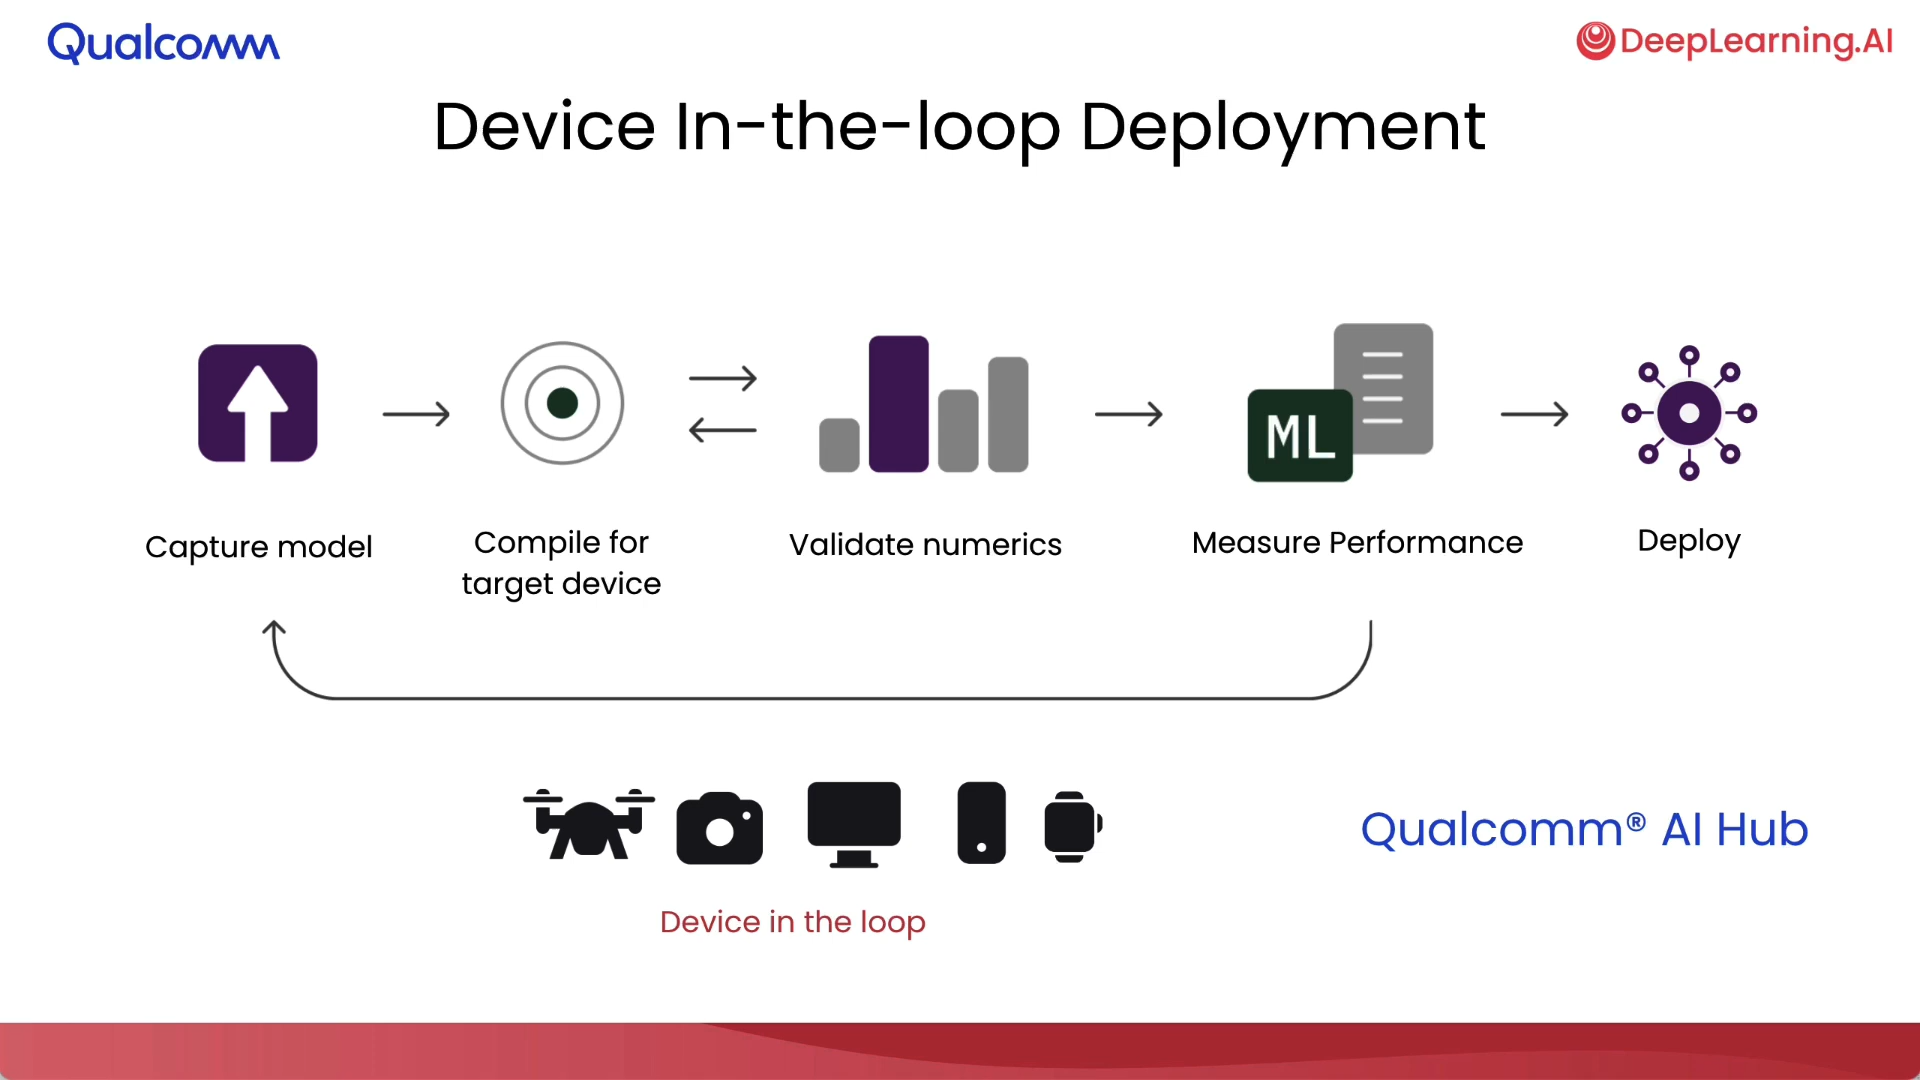 Qualcomm
DeepLearning.AI
Device In-the-loop Deployment
ML
Capture model
Compile for
target device
Validate numerics
Measure Performance
Deploy
Qualcomm® AI Hub
Device in the loop